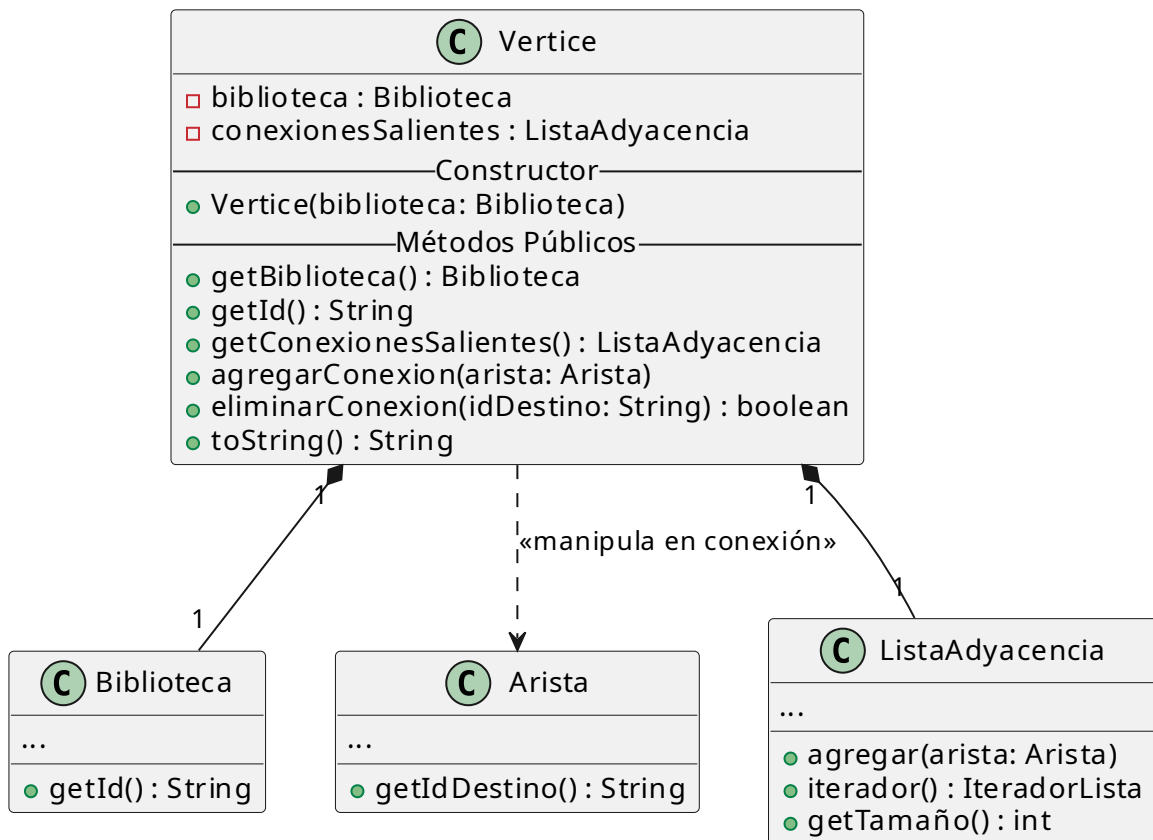 C Vertice
biblioteca : Biblioteca
conexionesSalientes : ListaAdyacencia
Constructor
Vertice(biblioteca: Biblioteca)
Métodos Públicos
getBiblioteca() : Biblioteca
getId() : String
getConexionesSalientes() : ListaAdyacencia
agregarConexion(arista: Arista)
eliminarConexion(idDestino: String) : boolean
toString() : String
1
1
«manipula en conexión»
1
1
C Biblioteca
...
getId() : String
C Arista
...
getIdDestino() : String
C ListaAdyacencia
...
agregar(arista: Arista)
iterador() : IteradorLista
getTamaño() : int